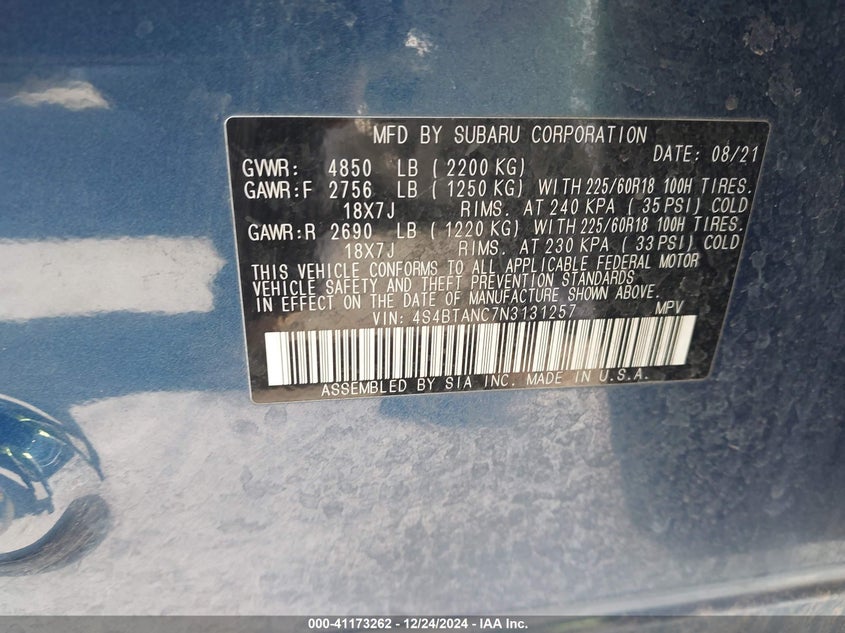 MFD BY SUBARU CORPORATION
DATE: 08/21
GVWR: 4850 LB ( 2200 KG)
GAWR:F 2756 LB ( 1250 KG) WITH 225/60R18 100H TIRES.
18X7J RIMS. AT 240 KPA ( 35 PSI) COLD
GAWR:R 2690 LB ( 1220 KG) WITH 225/60R18 100H TIRES.
18X7J RIMS. AT 230 KPA ( 33 PSI) COLD
THIS VEHICLE CONFORMS TO ALL APPLICABLE FEDERAL MOTOR
VEHICLE SAFETY AND THEFT PREVENTION STANDARDS
IN EFFECT ON THE DATE OF MANUFACTURE SHOWN ABOVE.
VIN: 4S4BTANC7N3131257 MPV
ASSEMBLED BY SIA INC. MADE IN U.S.A.
000-41173262 - 12/24/2024 - IAA Inc.